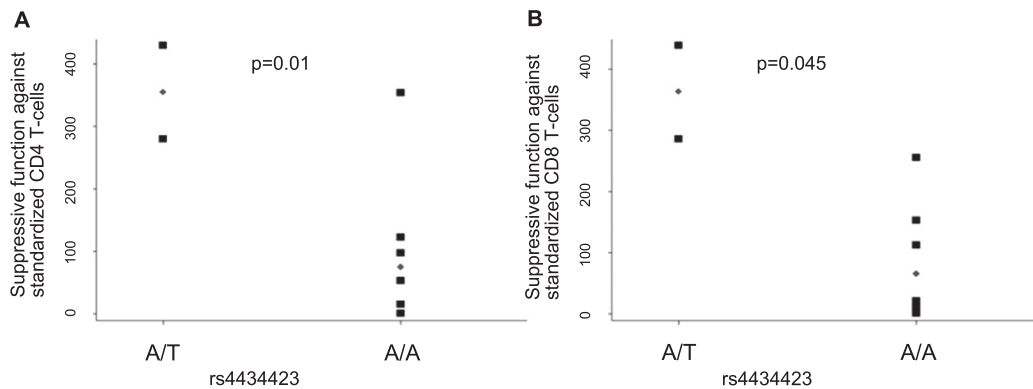 A
Suppressive function against
standardized CD4 T-cells
400
300
200
100
0
p=0.01
A/T
A/A
rs4434423
B
Suppressive function against
standardized CD8 T-cells
400
300
200
100
0
p=0.045
A/T
A/A
rs4434423